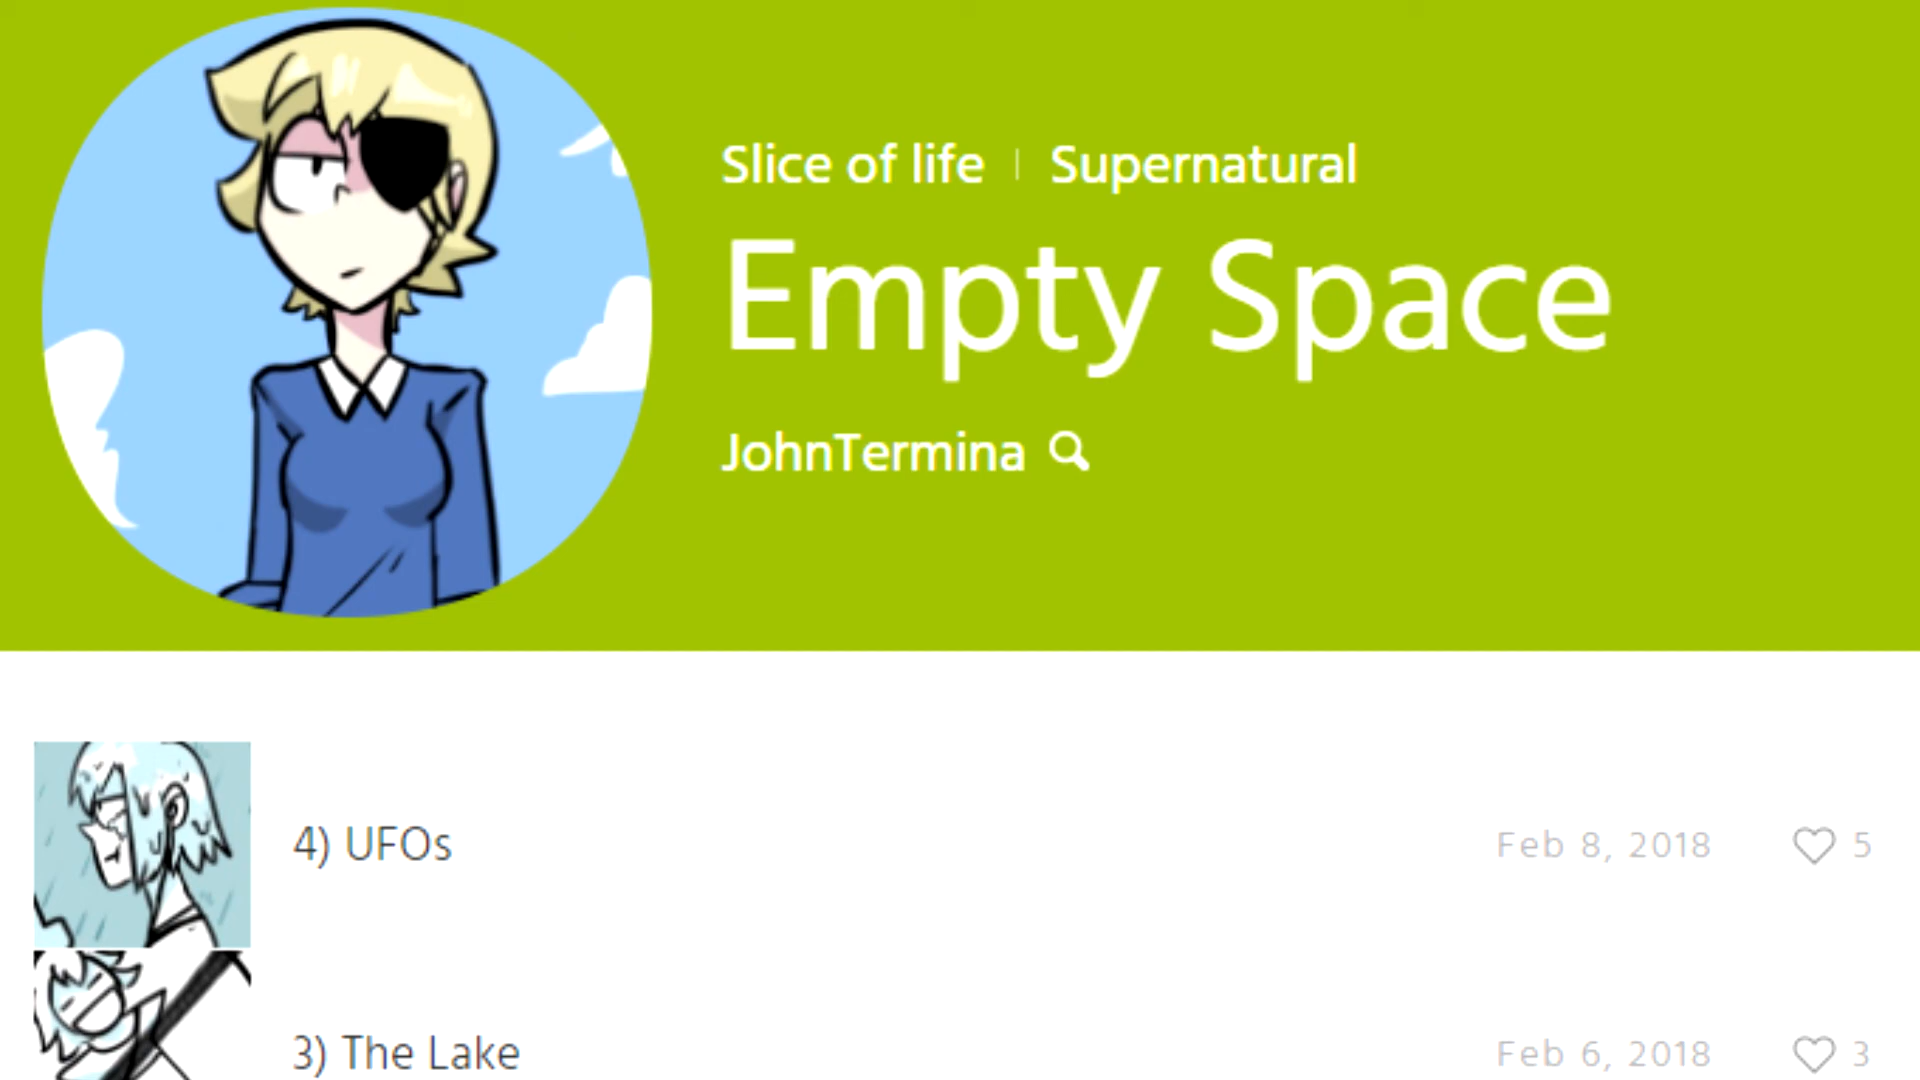 Slice of life | Supernatural
Empty Space
JohnTermina
4) UFOs Feb 8, 2018 5
3) The Lake Feb 6, 2018 3